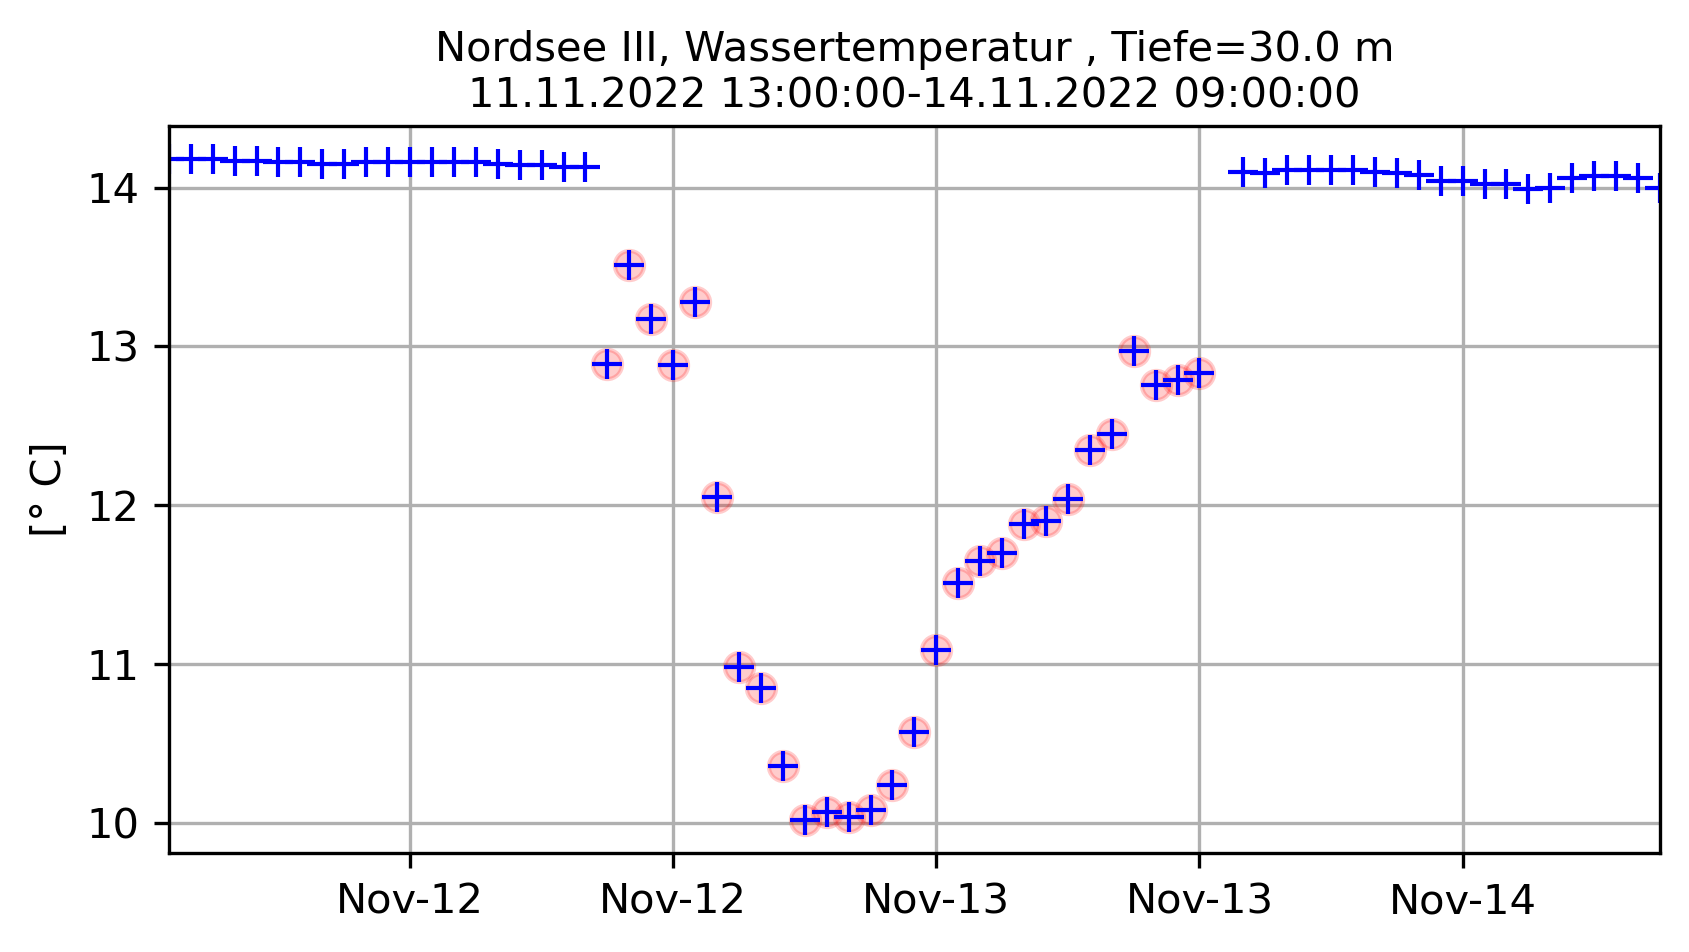 Nordsee III, Wassertemperatur , Tiefe=30.0 m
11.11.2022 13:00:00-14.11.2022 09:00:00
[° C]
14
13
12
11
10
Nov-12 Nov-12 Nov-13 Nov-13 Nov-14